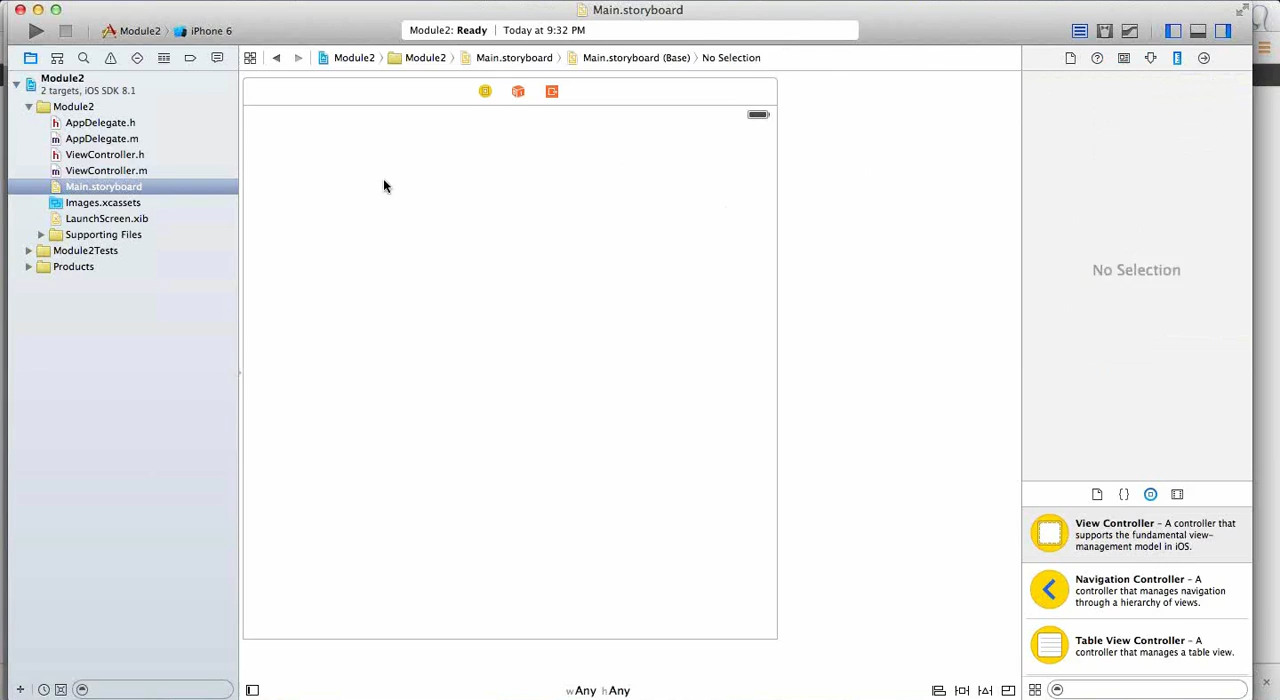 Main.storyboard
Module2 iPhone 6
Module2: Ready Today at 9:32 PM
Module2 Module2 Main.storyboard Main.storyboard (Base) No Selection
Module2
2 targets, iOS SDK 8.1
Module2
h AppDelegate.h
m AppDelegate.m
h ViewController.h
m ViewController.m
Main.storyboard
Images.xcassets
LaunchScreen.xib
Supporting Files
Module2Tests
Products
No Selection
View Controller - A controller that
supports the fundamental view-
management model in iOS.
Navigation Controller - A
controller that manages navigation
through a hierarchy of views.
Table View Controller - A
controller that manages a table view.
wAny hAny